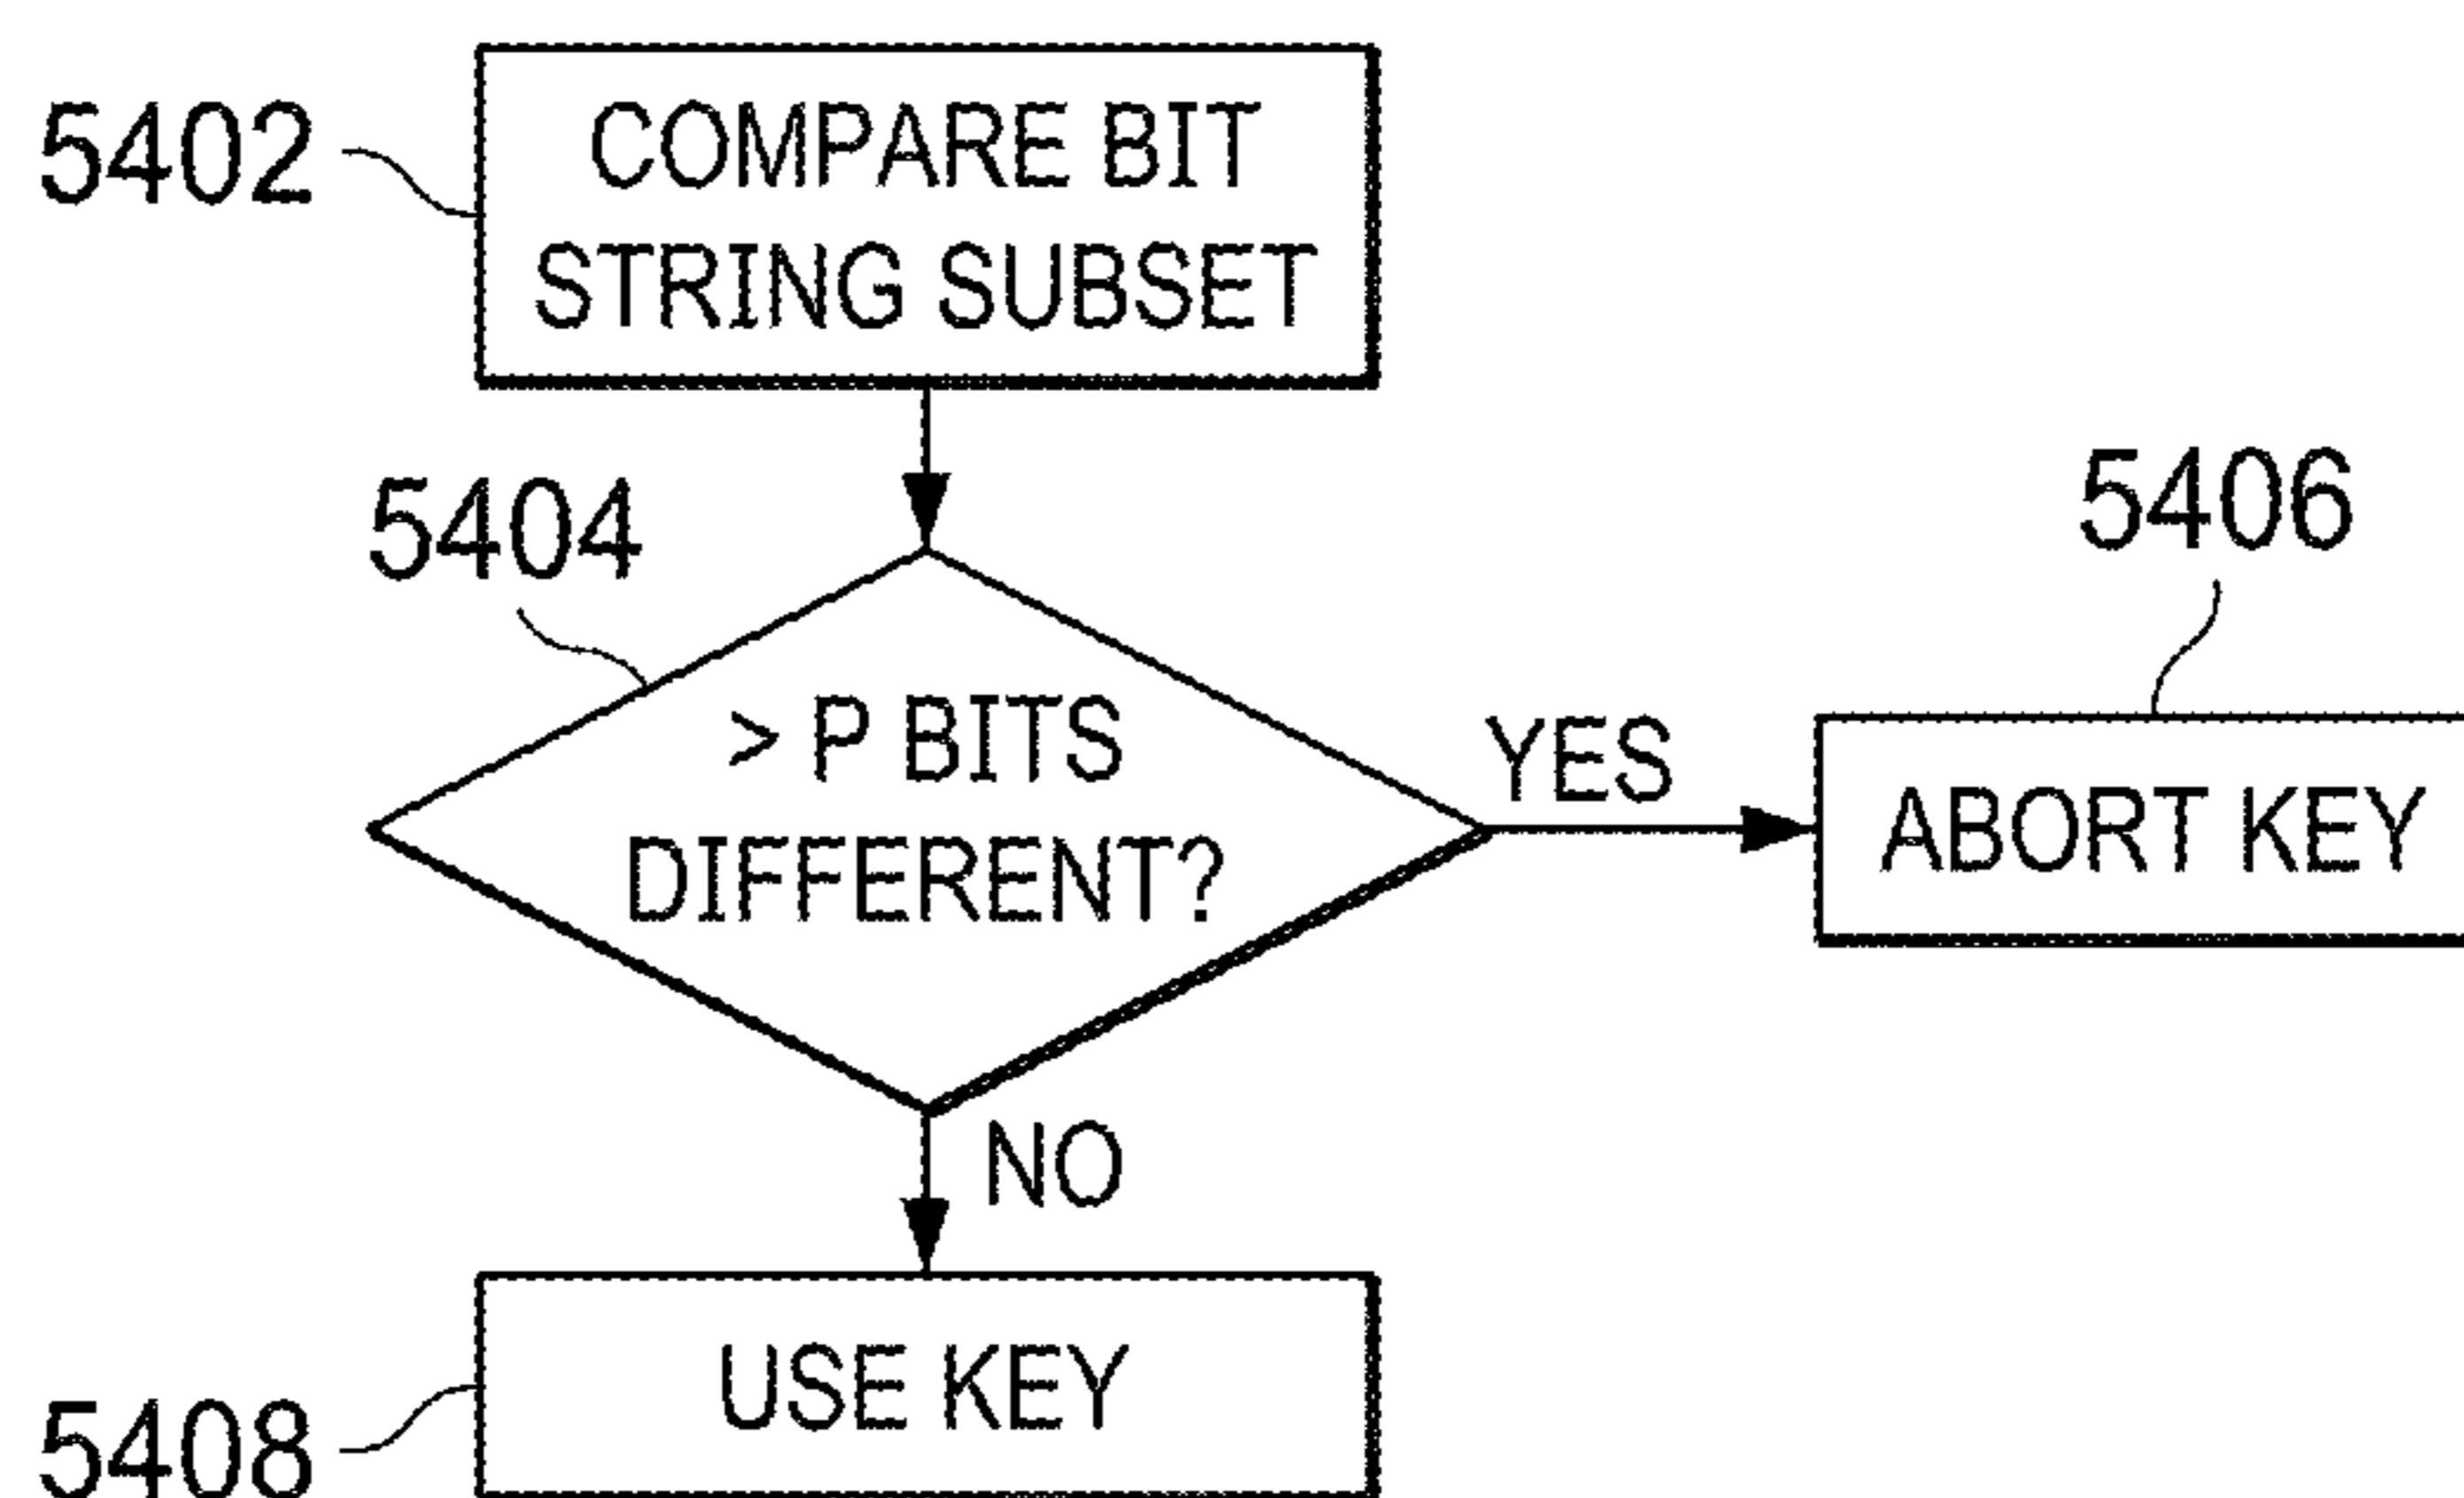 5402
COMPARE BIT
STRING SUBSET
5404
> P BITS
DIFFERENT?
YES
5406
ABORT KEY
NO
USE KEY
5408